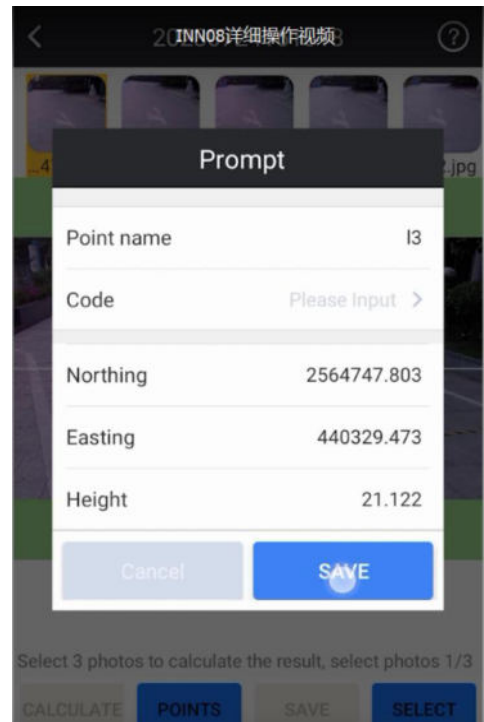 INN08详细操作视频
Prompt
Point name l3
Code Please Input >
Northing 2564747.803
Easting 440329.473
Height 21.122
Cancel SAVE
Select 3 photos to calculate the result, select photos 1/3
CALCULATE POINTS SAVE SELECT